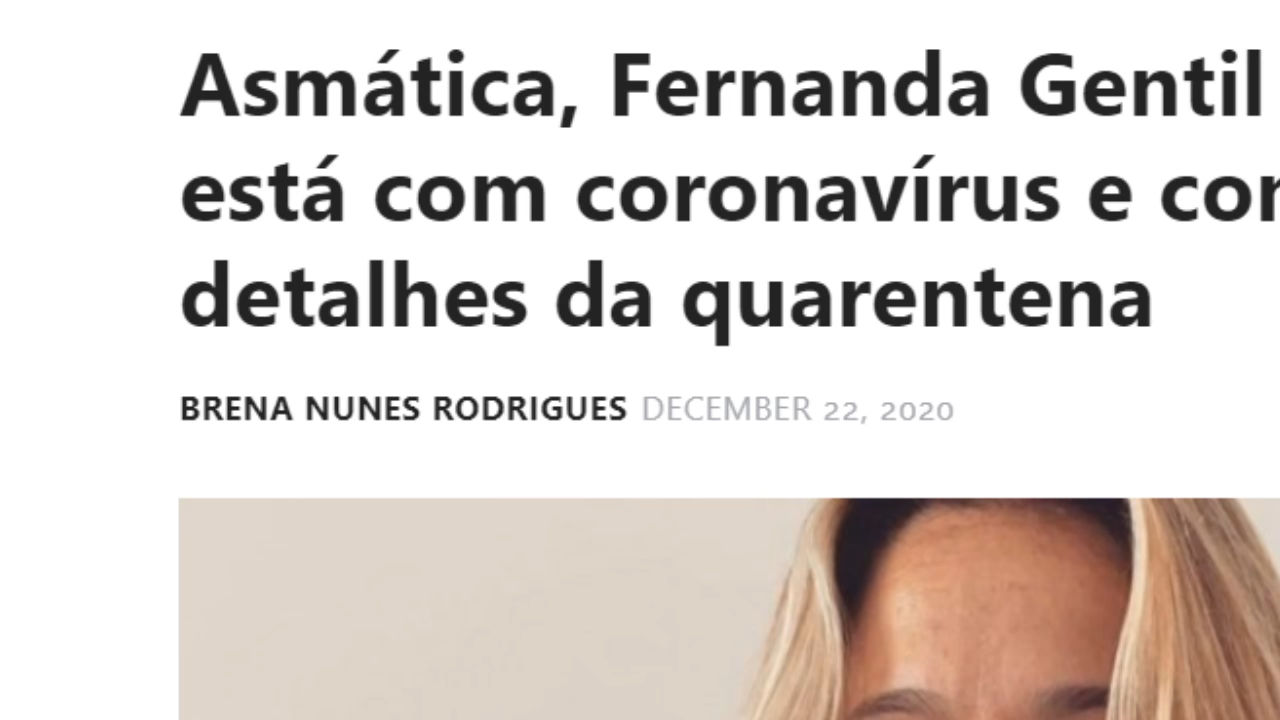 Asmática, Fernanda Gentil
está com coronavírus e
detalhes da quarentena
BRENA NUNES RODRIGUES DECEMBER 22, 2020